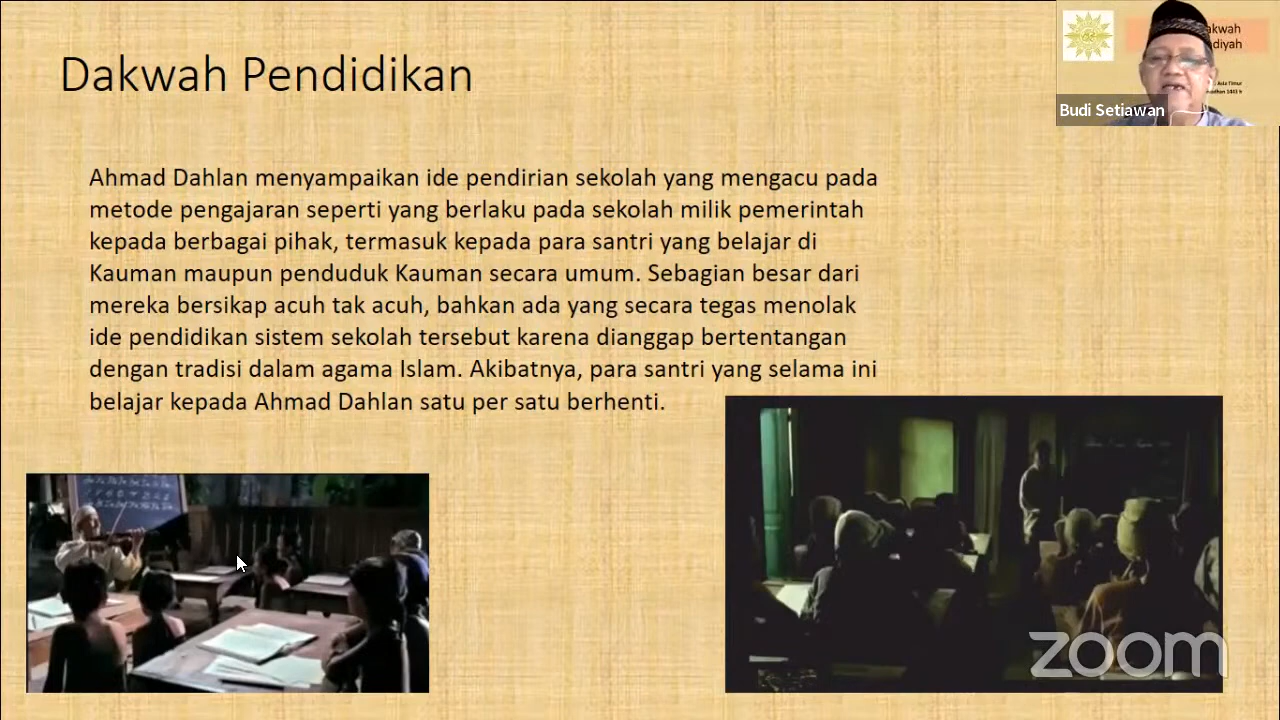 Dakwah Pendidikan
akwah
diyah
Budi Setiawan
Ahmad Dahlan menyampaikan ide pendirian sekolah yang mengacu pada
metode pengajaran seperti yang berlaku pada sekolah milik pemerintah
kepada berbagai pihak, termasuk kepada para santri yang belajar di
Kauman maupun penduduk Kauman secara umum. Sebagian besar dari
mereka bersikap acuh tak acuh, bahkan ada yang secara tegas menolak
ide pendidikan sistem sekolah tersebut karena dianggap bertentangan
dengan tradisi dalam agama Islam. Akibatnya, para santri yang selama ini
belajar kepada Ahmad Dahlan satu per satu berhenti.
zoom